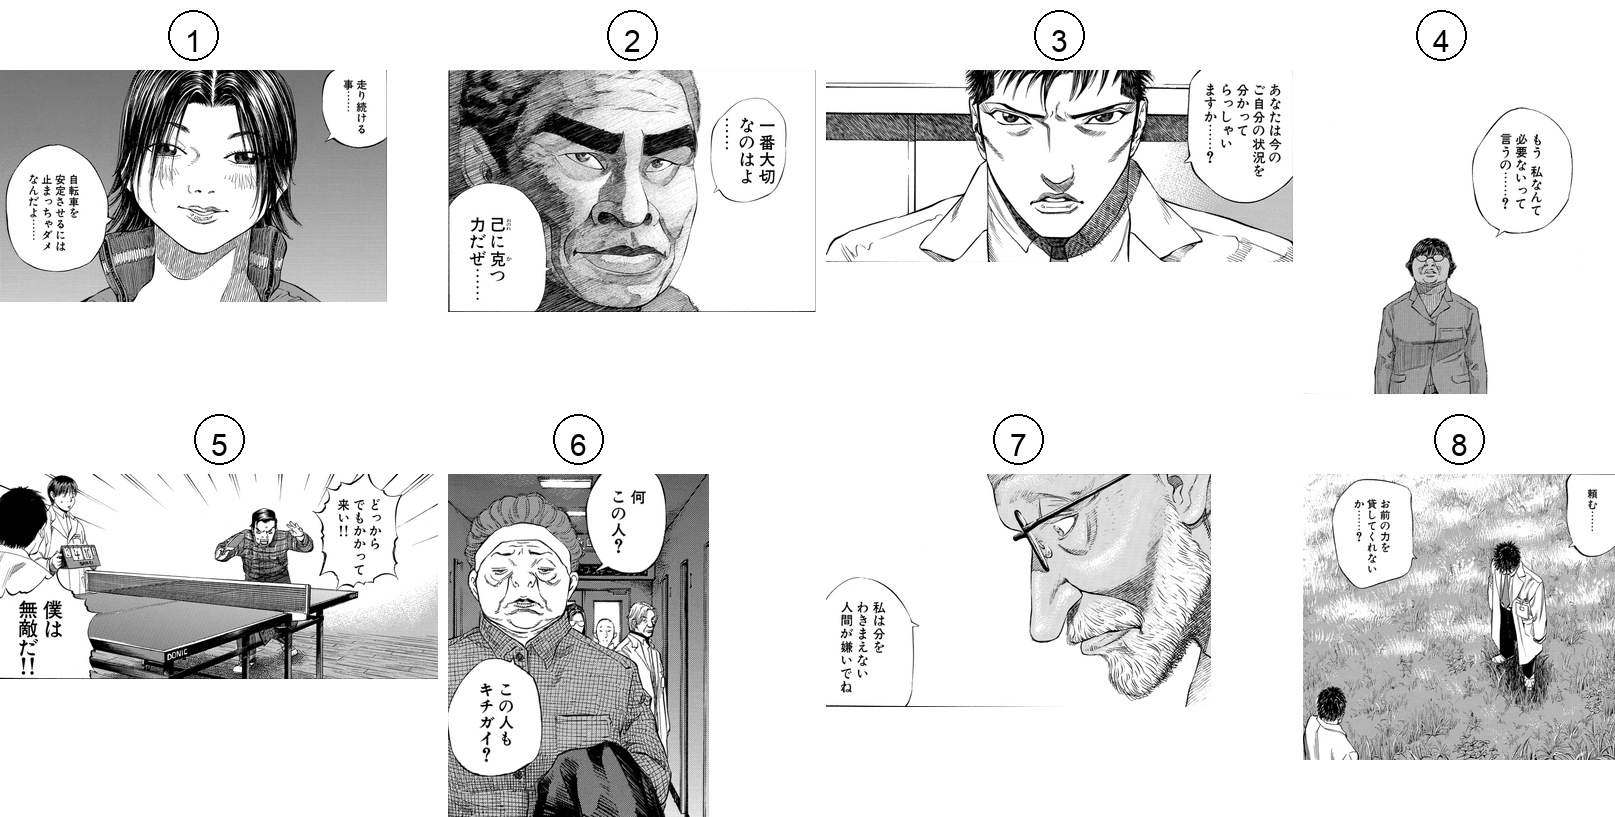 1
走り続ける
事……
自転車を
安定させるには
止まっちゃダメ
なんだよ……
2
一番大切
なのはよ
……
己に克つ
おのれ
か
力だぜ……
3
あなたは今の
ご自分の状況を
分かって
らっしゃい
ますか……?
4
もう 私なんて
必要ないって
言うの……?
5
どっから
でもかかって
来い!!
僕は
無敵だ!!
DONIC
6
何
この人?
この人も
キチガイ?
7
私は分を
わきまえない
人間が嫌いでね
8
頼む……
お前の力を
貸してくれない
か……?